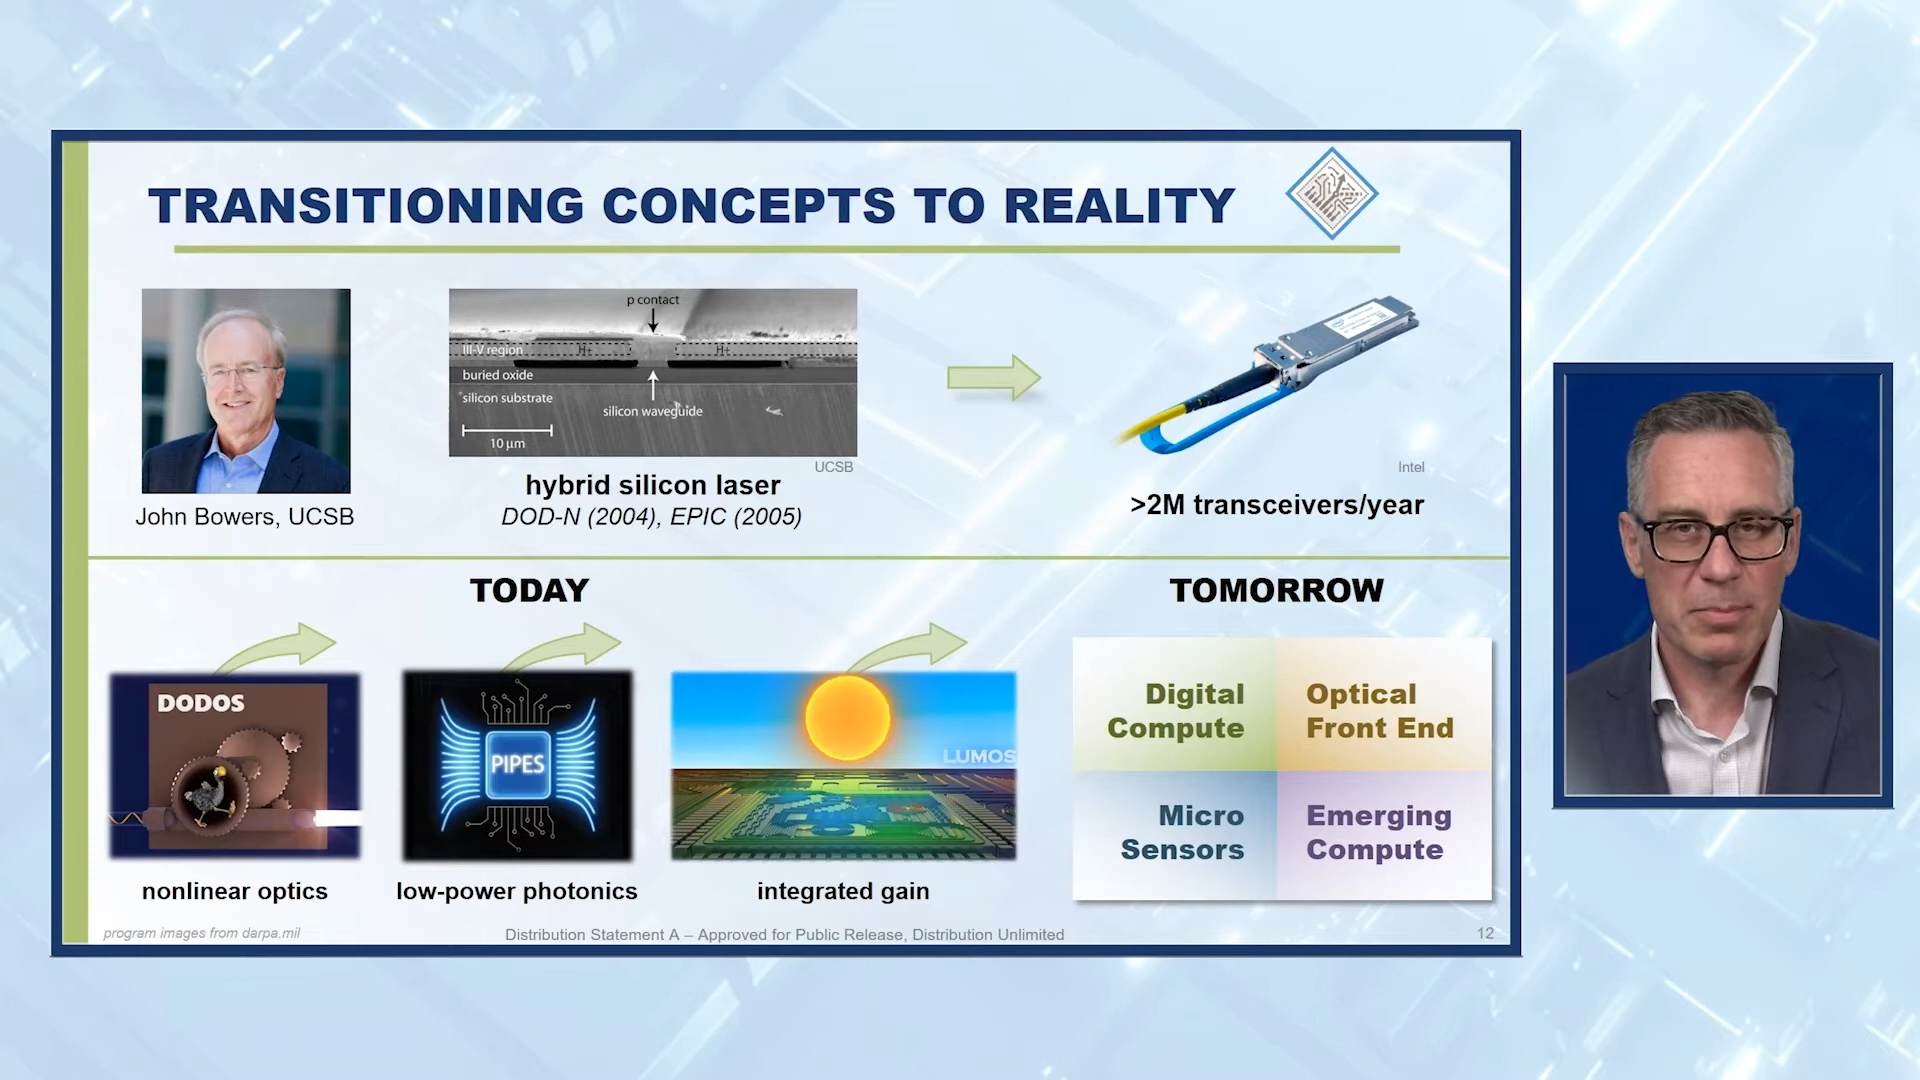 TRANSITIONING CONCEPTS TO REALITY
John Bowers, UCSB
p contact
III-V region
H+
H+
buried oxide
silicon substrate
silicon waveguide
10 μm
UCSB
hybrid silicon laser
DOD-N (2004), EPIC (2005)
Intel
>2M transceivers/year
TODAY
TOMORROW
DODOS
nonlinear optics
PIPES
low-power photonics
LUMOS
integrated gain
Digital
Compute
Optical
Front End
Micro
Sensors
Emerging
Compute
program images from darpa.mil
Distribution Statement A – Approved for Public Release, Distribution Unlimited
12